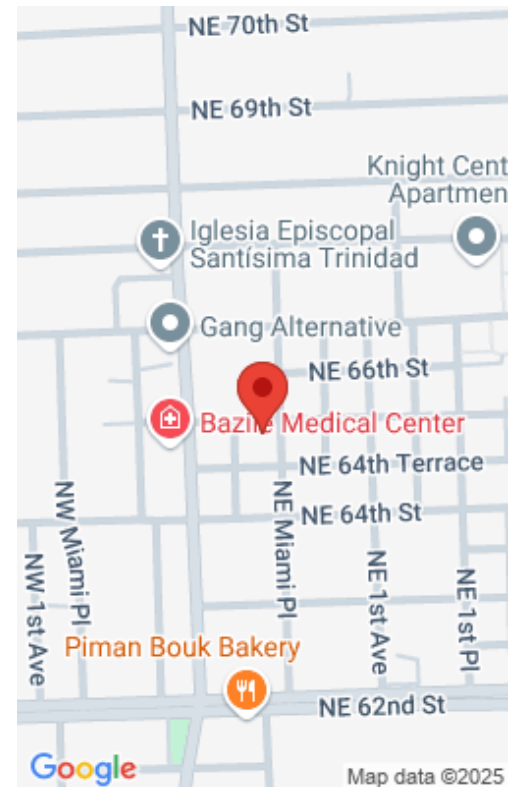 NE 70th St
NE 69th St
Knight Cent
Apartmen
Iglesia Episcopal
Santísima Trinidad
Gang Alternative
NE 66th St
Bazile Medical Center
NE 64th Terrace
NE 64th St
NW Miami Pl
NE Miami Pl
NW 1st Ave
NE 1st Ave
NE 1st Pl
Piman Bouk Bakery
NE 62nd St
Google
Map data ©2025